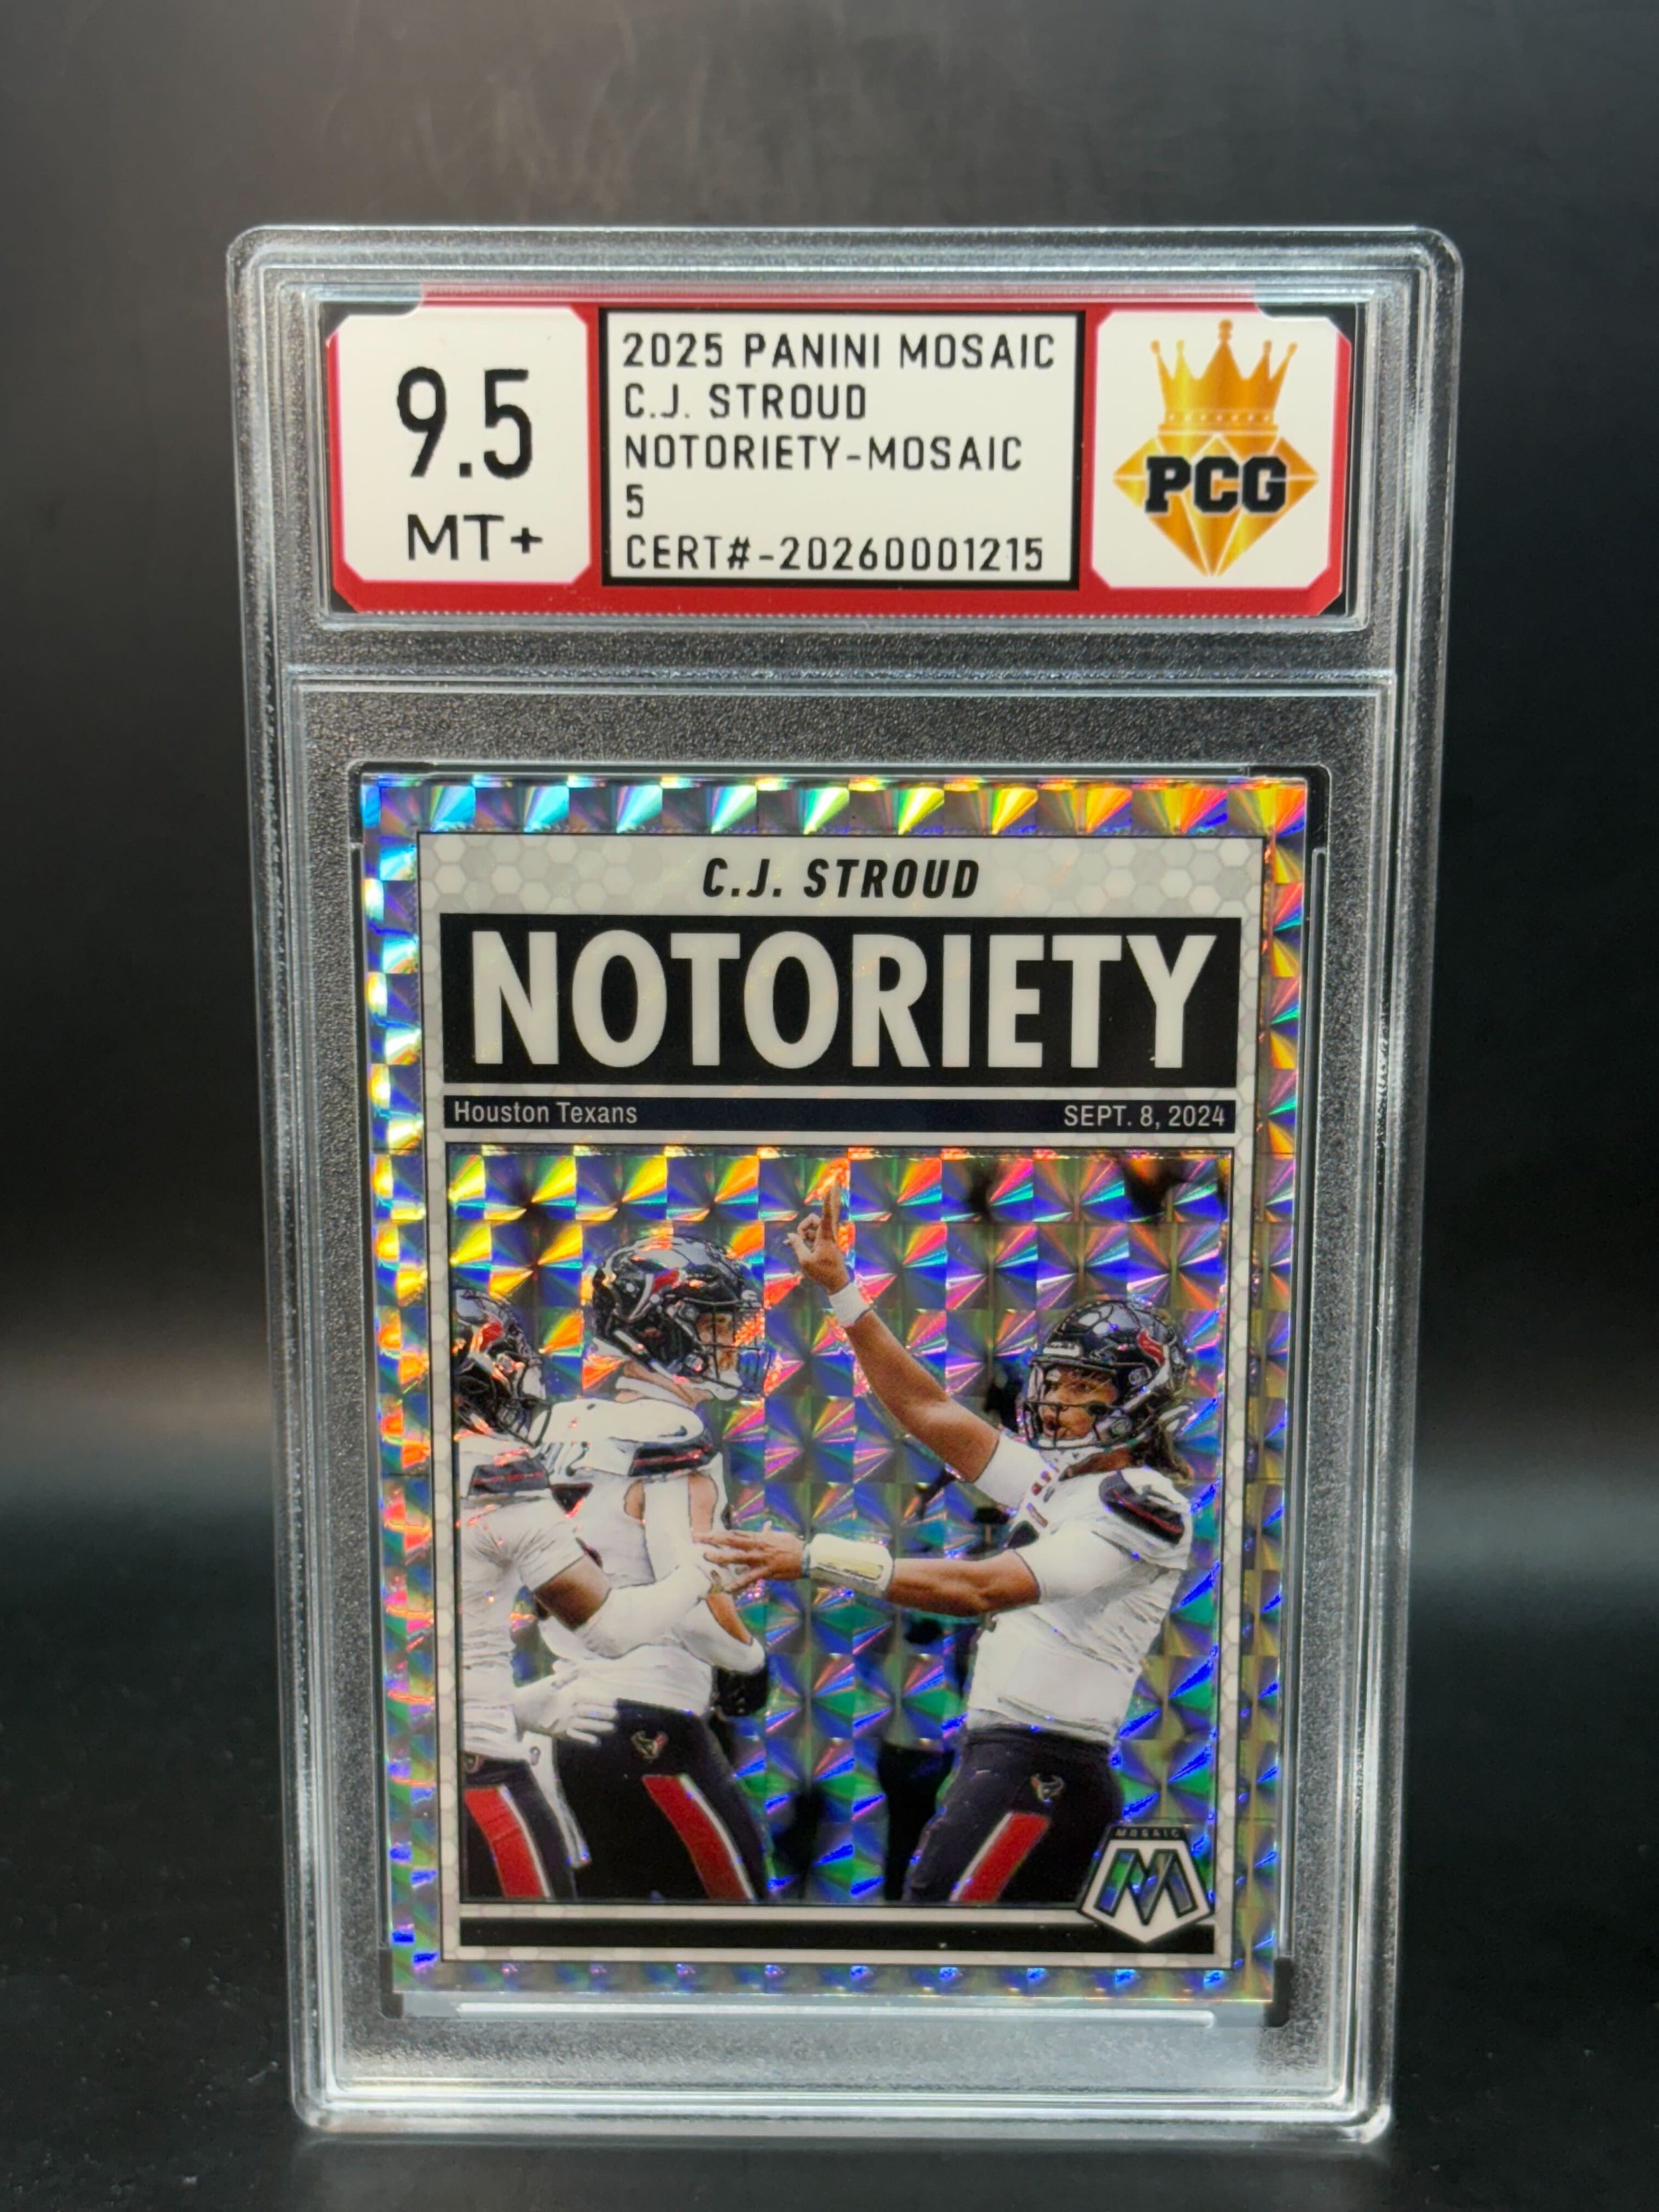 9.5
MT+
2025 PANINI MOSAIC
C.J. STROUD
NOTORIETY-MOSAIC
5
CERT#-20260001215
PCG
C.J. STROUD
NOTORIETY
Houston Texans SEPT. 8, 2024
MOSAIC
M